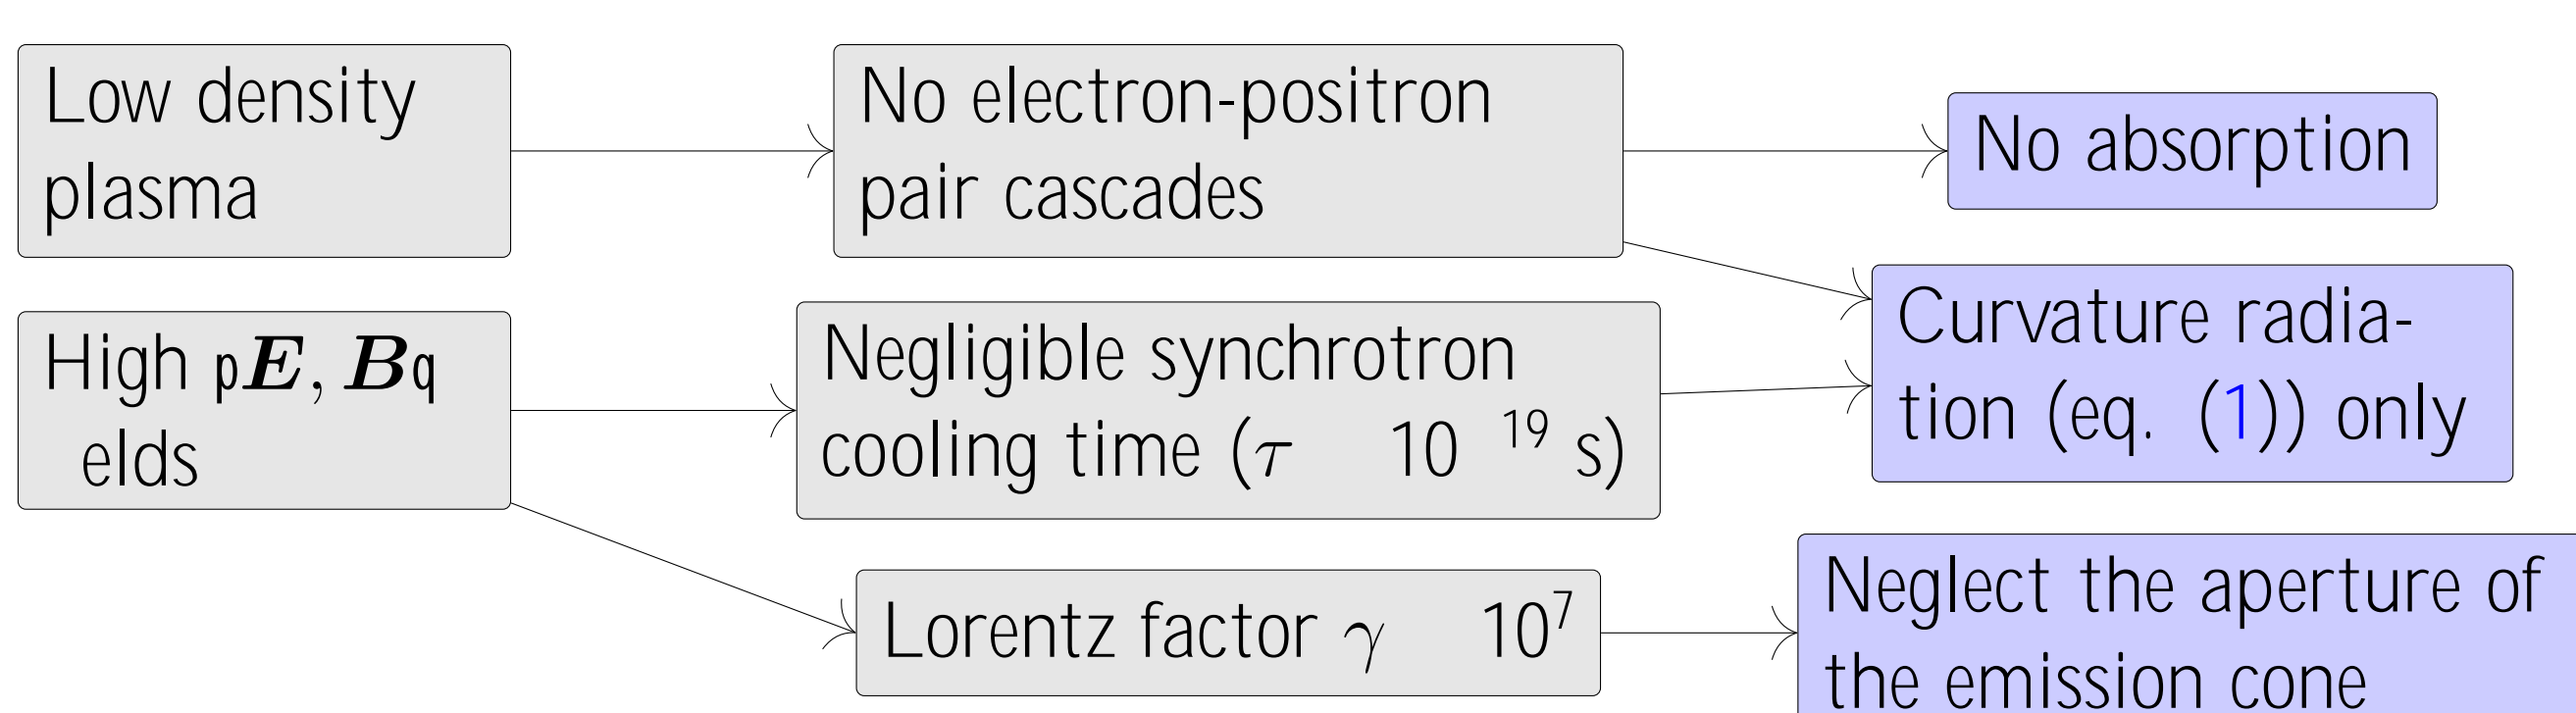 Low density
plasma
No electron-positron
pair cascades
No absorption
High pE, Bq
elds
Negligible synchrotron
cooling time (τ 10 19 s)
Curvature radia-
tion (eq. (1)) only
Lorentz factor γ 10⁷
Neglect the aperture of
the emission cone